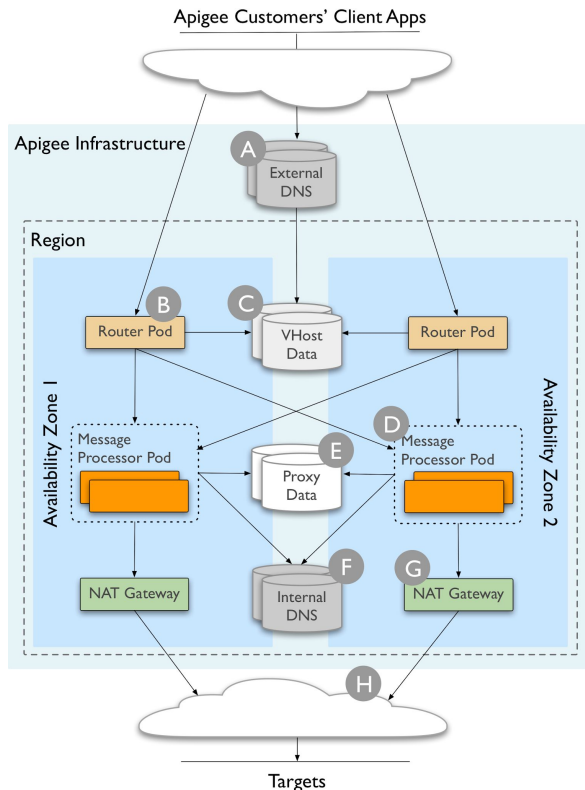 Apigee Customers' Client Apps
Apigee Infrastructure
A
External
DNS
Region
B
C
Router Pod
VHost
Data
Router Pod
Availability Zone 1
Message
Processor Pod
E
Proxy
Data
D
Message
Processor Pod
Availability Zone 2
NAT Gateway
F
Internal
DNS
G
NAT Gateway
H
Targets